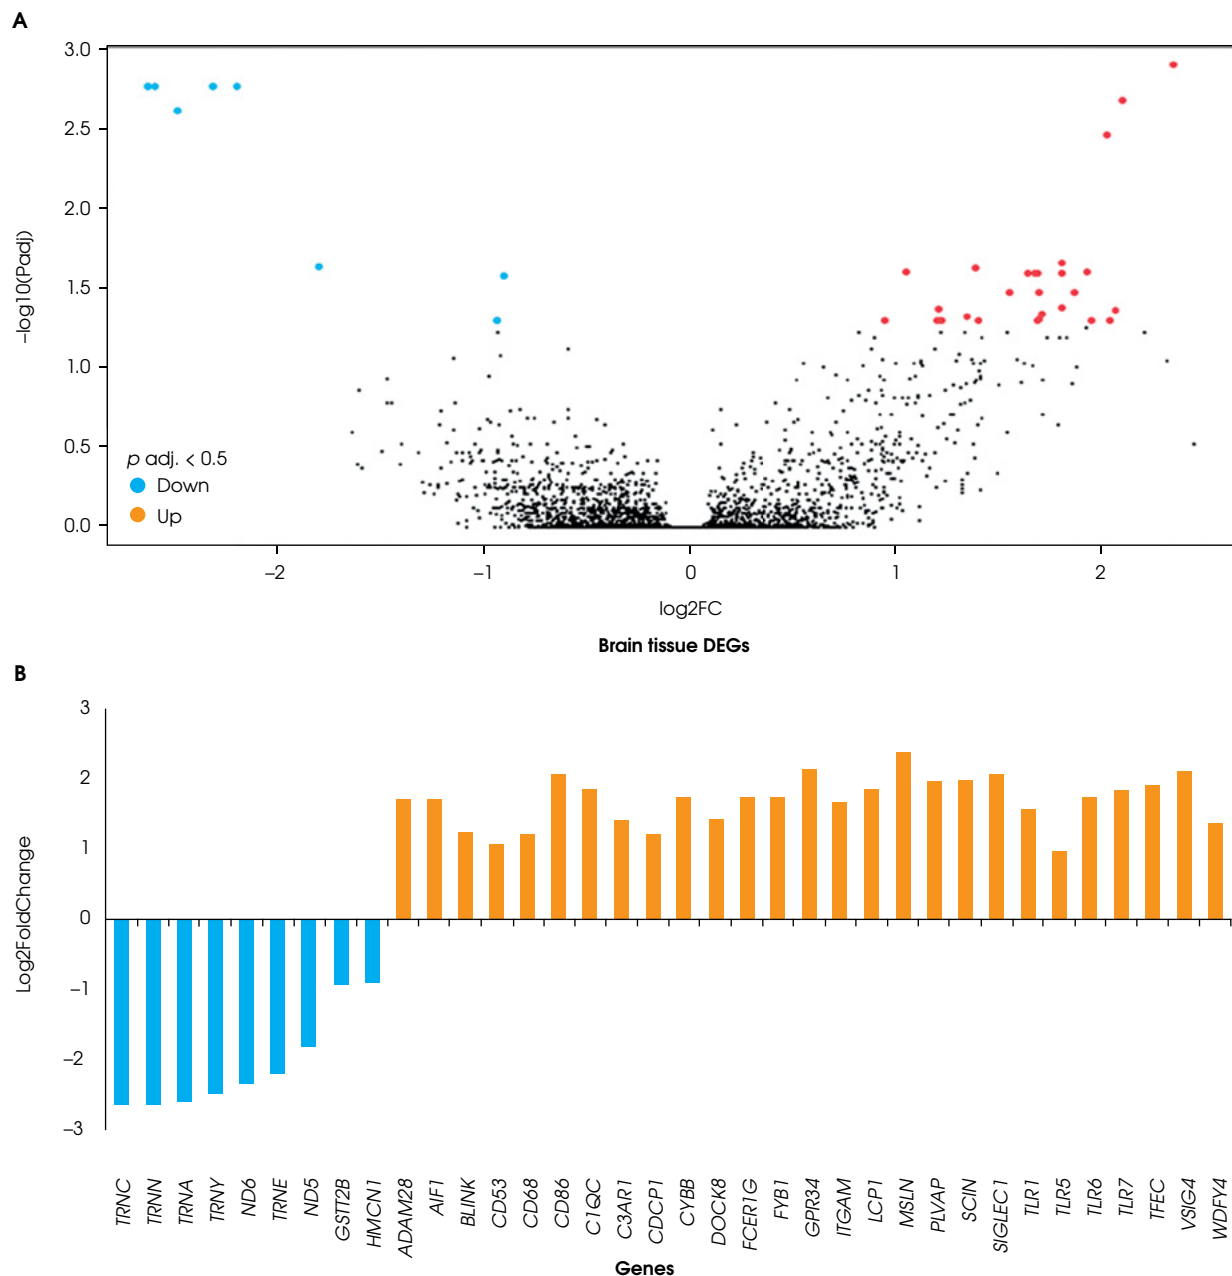 A
3.0
2.5
2.0
1.5
1.0
0.5
0.0
–log10(Padj)
p adj. < 0.5
Down
Up
–2
–1
0
1
2
log2FC
Brain tissue DEGs
B
3
2
1
0
–1
–2
–3
Log2FoldChange
TRNC
TRNN
TRNA
TRNY
ND6
TRNE
ND5
GSTT2B
HMCN1
ADAM28
AIF1
BLINK
CD53
CD68
CD86
C1QC
C3AR1
CDCP1
CYBB
DOCK8
FCER1G
FYB1
GPR34
ITGAM
LCP1
MSLN
PLVAP
SCIN
SIGLEC1
TLR1
TLR5
TLR6
TLR7
TFEC
VSIG4
WDFY4
Genes